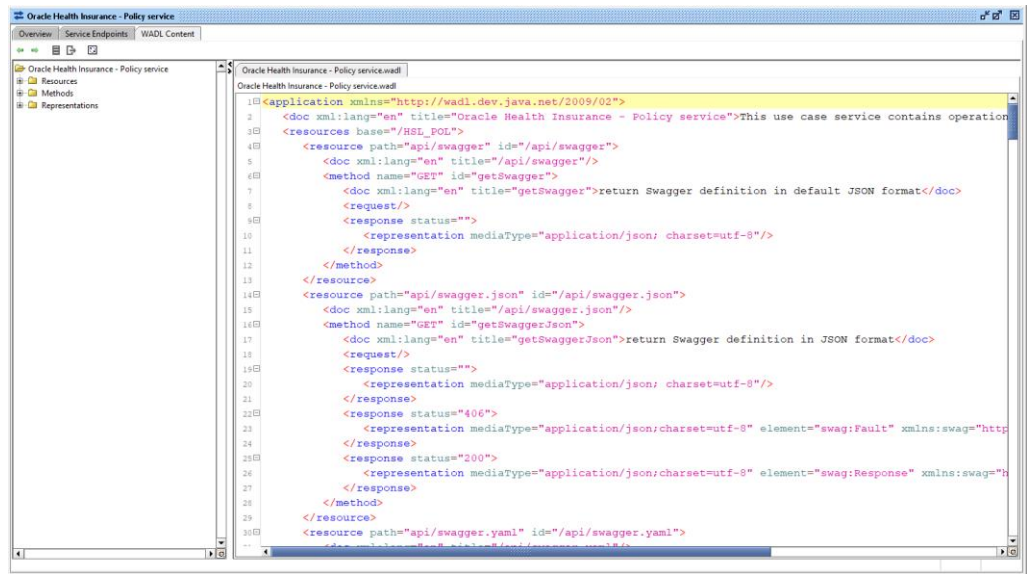 Oracle Health Insurance - Policy service
Overview Service Endpoints WADL Content
Oracle Health Insurance - Policy service
Resources
Methods
Representations
Oracle Health Insurance - Policy service.wadl
Oracle Health Insurance - Policy service.wadl
1 <application xmlns="http://wadl.dev.java.net/2009/02">
2 <doc xml:lang="en" title="Oracle Health Insurance - Policy service">This use case service contains operation
3 <resources base="/HSL_POL">
4 <resource path="api/swagger" id="/api/swagger">
5 <doc xml:lang="en" title="/api/swagger"/>
6 <method name="GET" id="getSwagger">
7 <doc xml:lang="en" title="getSwagger">return Swagger definition in default JSON format</doc>
8 <request/>
9 <response status="">
10 <representation mediaType="application/json; charset=utf-8"/>
11 </response>
12 </method>
13 </resource>
14 <resource path="api/swagger.json" id="/api/swagger.json">
15 <doc xml:lang="en" title="/api/swagger.json"/>
16 <method name="GET" id="getSwaggerJson">
17 <doc xml:lang="en" title="getSwaggerJson">return Swagger definition in JSON format</doc>
18 <request/>
19 <response status="">
20 <representation mediaType="application/json; charset=utf-8"/>
21 </response>
22 <response status="406">
23 <representation mediaType="application/json;charset=utf-8" element="swag:Fault" xmlns:swag="http
24 </response>
25 <response status="200">
26 <representation mediaType="application/json;charset=utf-8" element="swag:Response" xmlns:swag="h
27 </response>
28 </method>
29 </resource>
30 <resource path="api/swagger.yaml" id="/api/swagger.yaml">